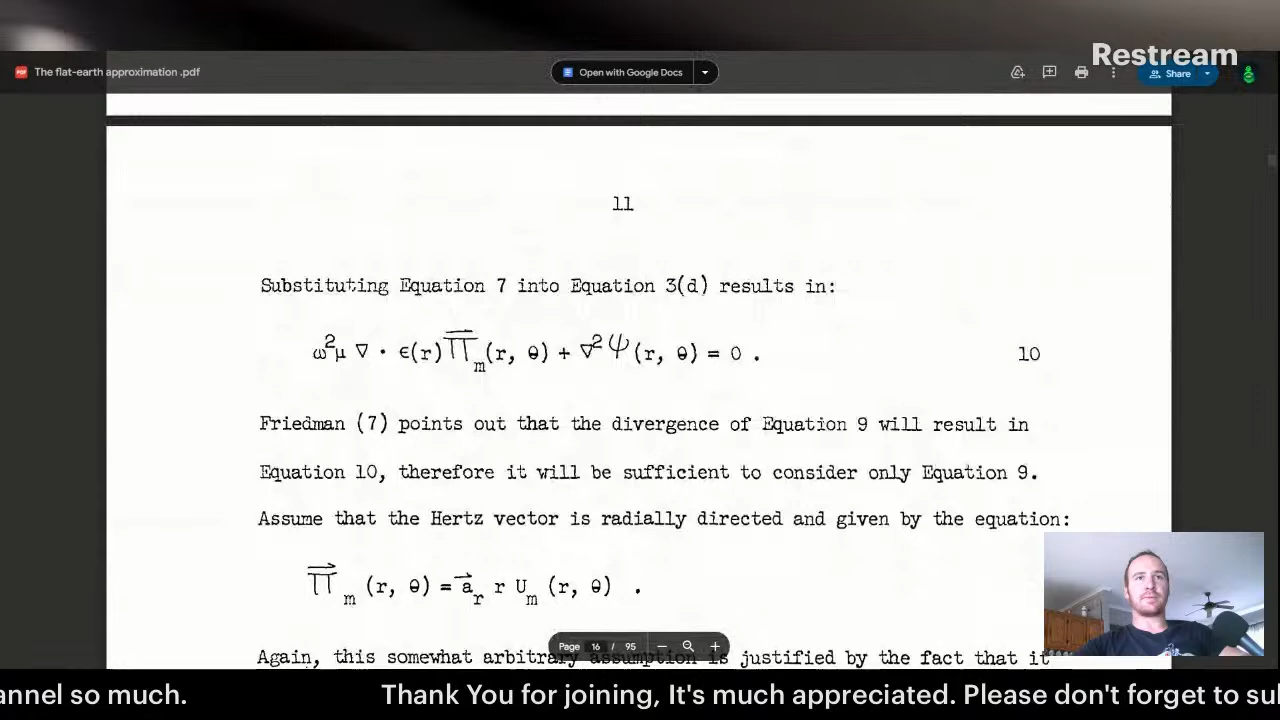 Restream
The flat-earth approximation .pdf
Open with Google Docs
Share
11
Substituting Equation 7 into Equation 3(d) results in:
ω²μ ∇ · ϵ(r) Π⃗ₘ(r, θ) + ∇²ψ(r, θ) = 0 .
10
Friedman (7) points out that the divergence of Equation 9 will result in
Equation 10, therefore it will be sufficient to consider only Equation 9.
Assume that the Hertz vector is radially directed and given by the equation:
Π⃗ₘ (r, θ) = a⃗ᵣ r Uₘ (r, θ) .
Again, this somewhat arbitrary assumption is justified by the fact that it
Page 16 / 95
annel so much. Thank You for joining, It's much appreciated. Please don't forget to su